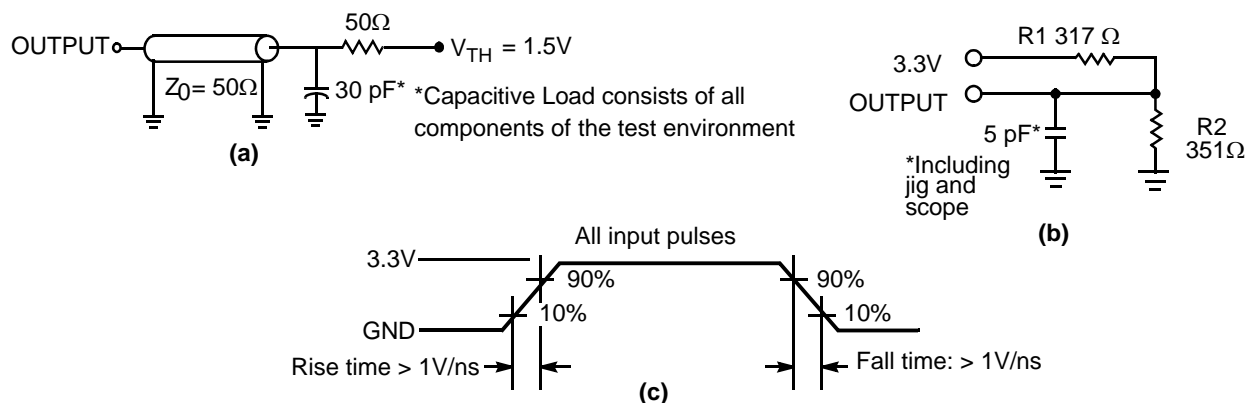 50Ω
OUTPUT
V_TH = 1.5V
Z0= 50Ω
30 pF*
*Capacitive Load consists of all
components of the test environment
(a)
R1 317 Ω
3.3V
OUTPUT
5 pF*
R2
351Ω
*Including
jig and
scope
(b)
All input pulses
3.3V
90%
90%
10%
10%
GND
Rise time > 1V/ns
Fall time: > 1V/ns
(c)